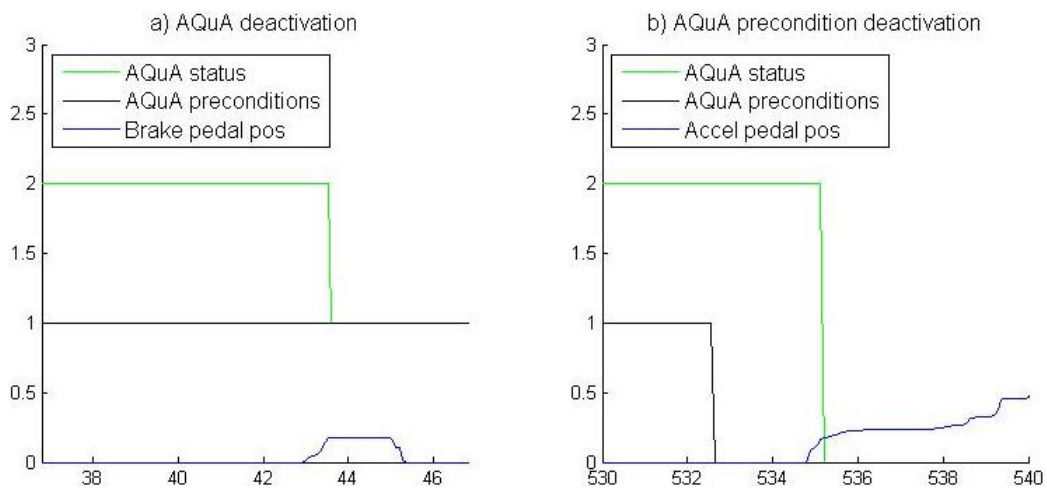 a) AQuA deactivation
3
2.5
2
1.5
1
0.5
0
AQuA status
AQuA preconditions
Brake pedal pos
38 40 42 44 46
b) AQuA precondition deactivation
3
2.5
2
1.5
1
0.5
0
AQuA status
AQuA preconditions
Accel pedal pos
530 532 534 536 538 540